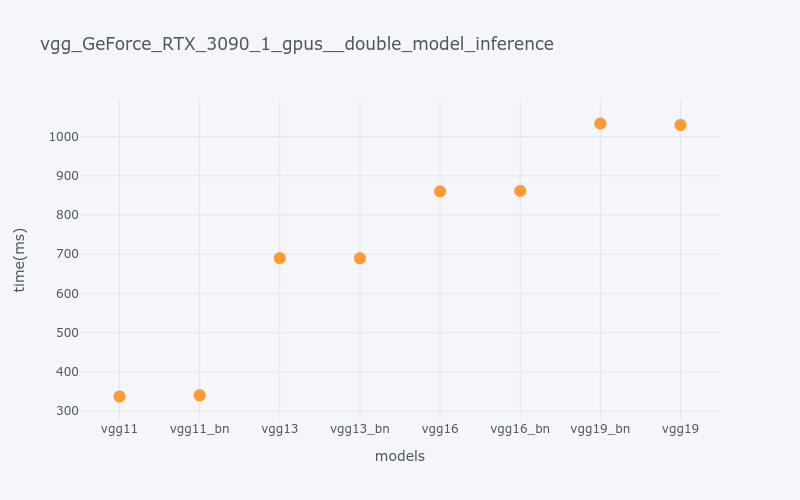 vgg_GeForce_RTX_3090_1_gpus__double_model_inference
time(ms)
1000
900
800
700
600
500
400
300
vgg11 vgg11_bn vgg13 vgg13_bn vgg16 vgg16_bn vgg19_bn vgg19
models